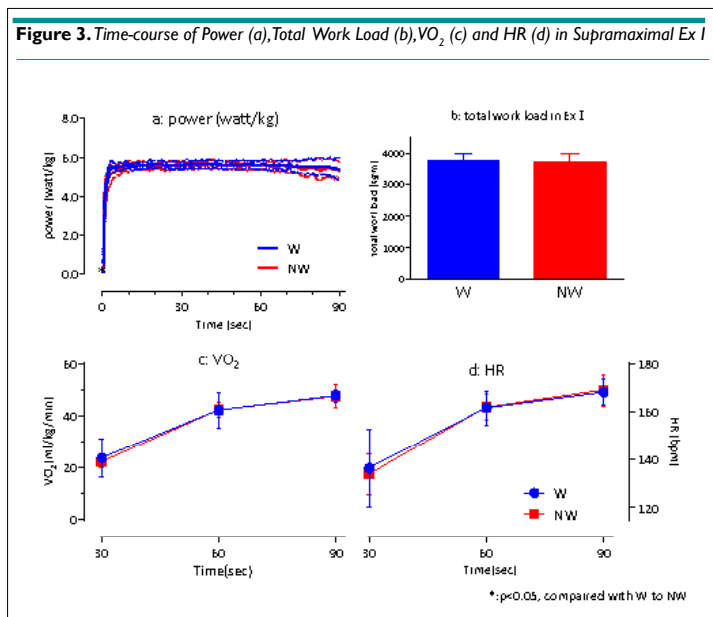 Figure 3. Time-course of Power (a), Total Work Load (b), VO₂ (c) and HR (d) in Supramaximal Ex I
a: power (watt/kg)
power (watt/kg)
8.0
6.0
4.0
2.0
0.0
W
NW
0
30
60
90
Time (sec)
b: total work load in Ex I
total work load (kgm)
4000
3000
2000
1000
0
W
NW
c: VO₂
VO₂ (ml/kg/min)
60
40
20
0
30
60
90
Time(sec)
d: HR
180
160
140
120
HR (bpm)
W
NW
30
60
90
Time(sec)
*:p<0.05, compared with W to NW